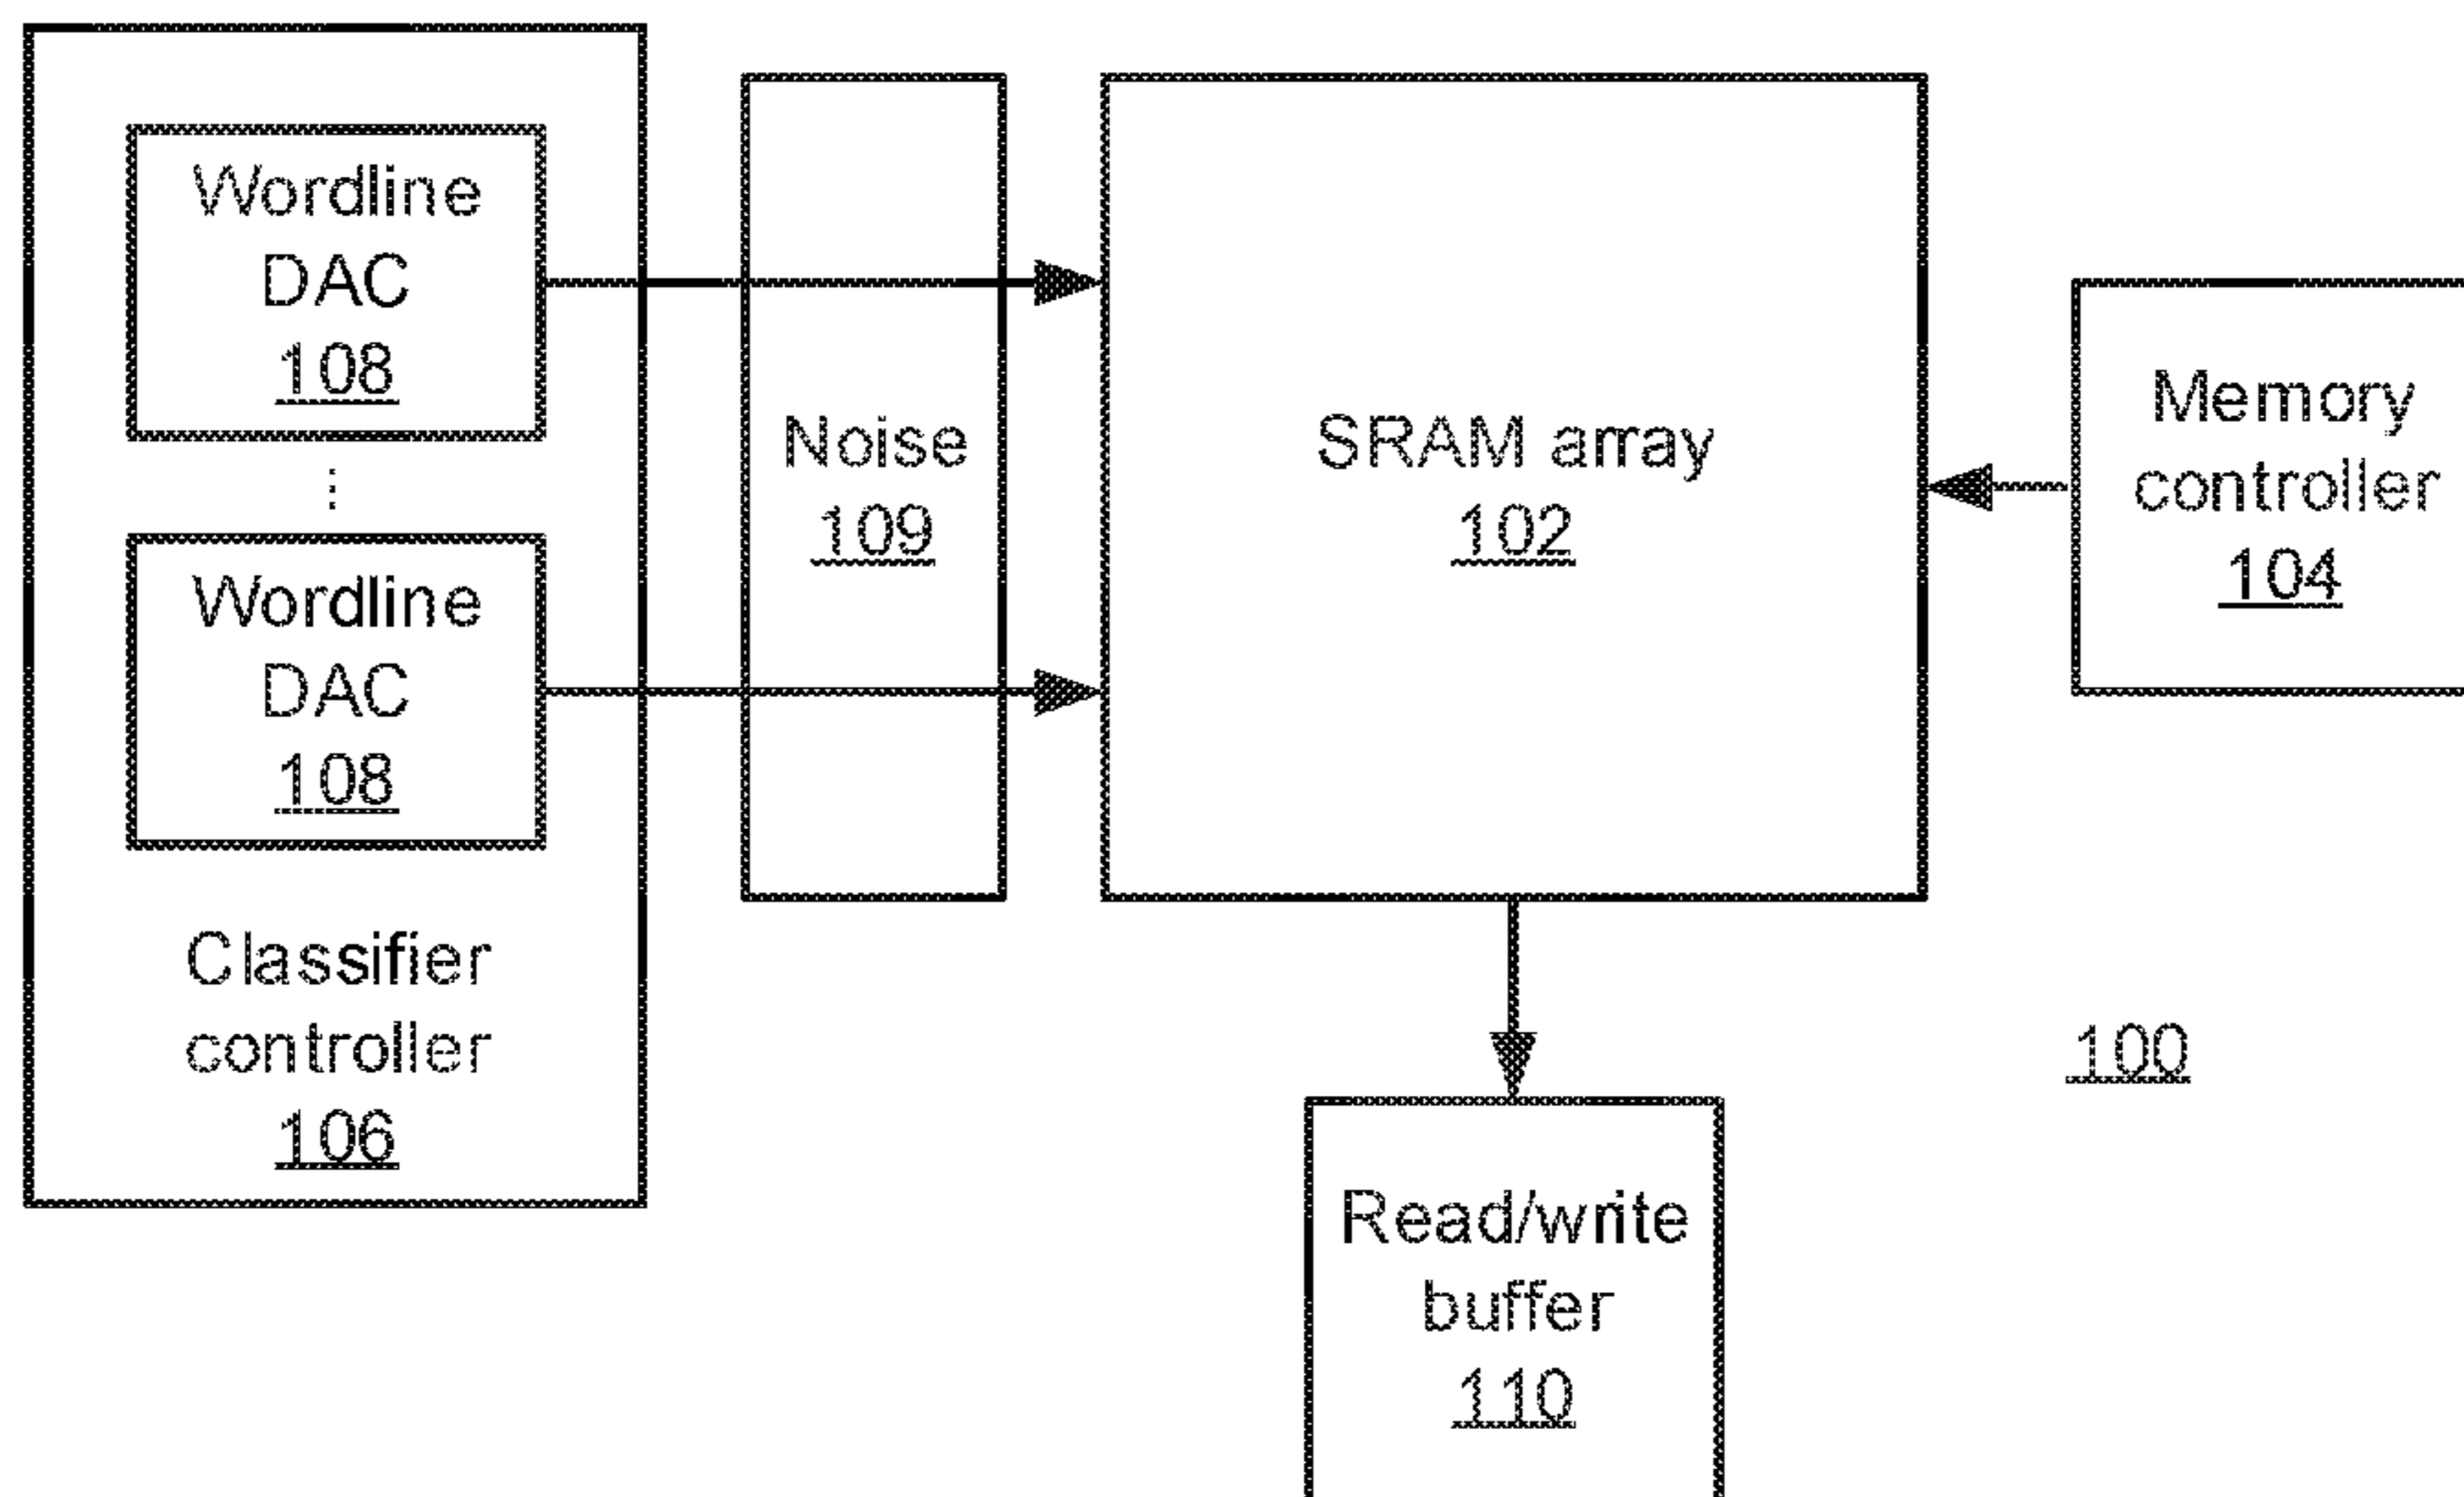 Wordline
DAC
108
⋮
Wordline
DAC
108
Classifier
controller
106
Noise
109
SRAM array
102
Memory
controller
104
100
Read/write
buffer
110